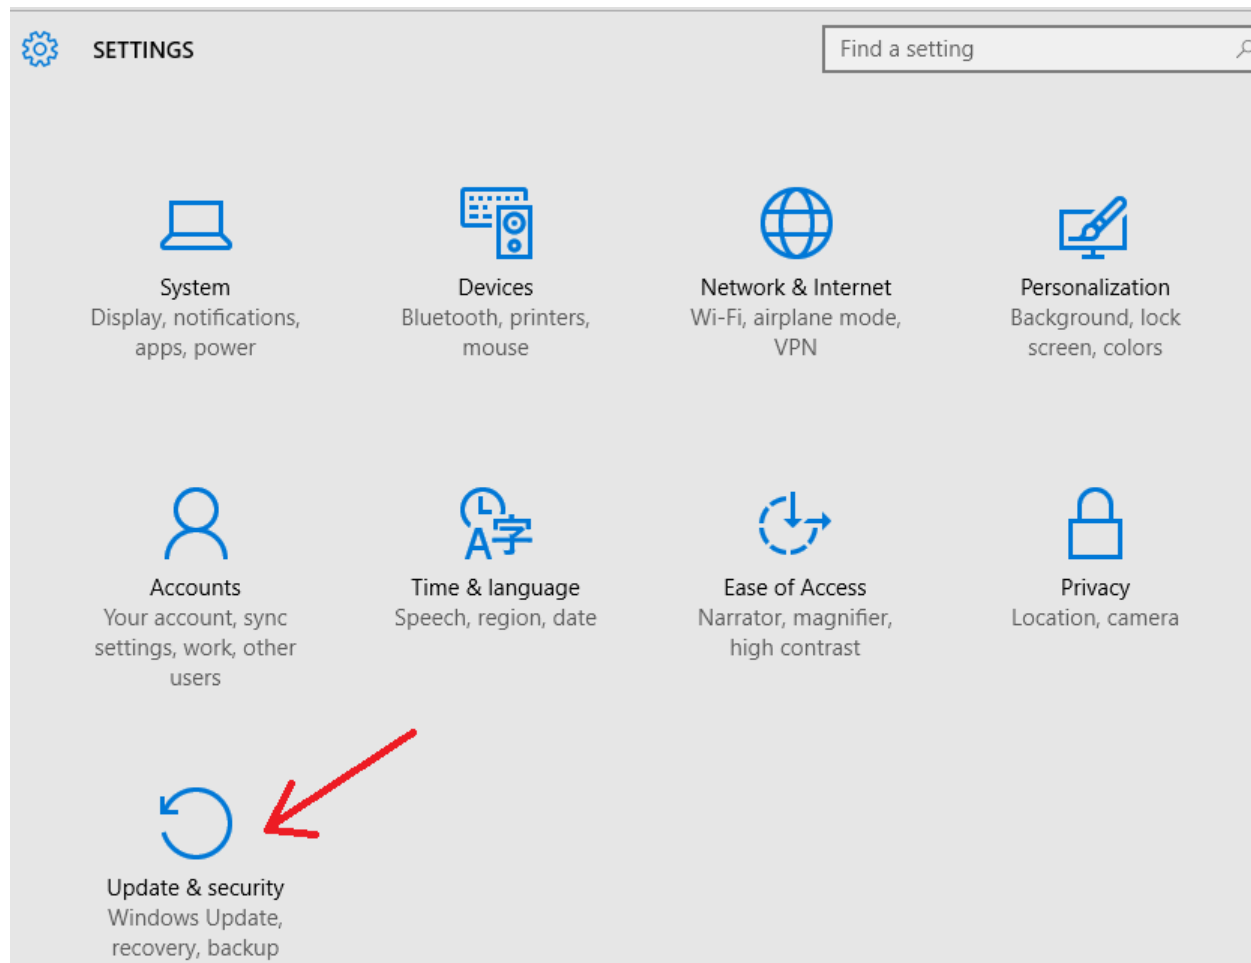 SETTINGS
Find a setting
System
Display, notifications,
apps, power
Devices
Bluetooth, printers,
mouse
Network & Internet
Wi-Fi, airplane mode,
VPN
Personalization
Background, lock
screen, colors
Accounts
Your account, sync
settings, work, other
users
A字
Time & language
Speech, region, date
Ease of Access
Narrator, magnifier,
high contrast
Privacy
Location, camera
Update & security
Windows Update,
recovery, backup